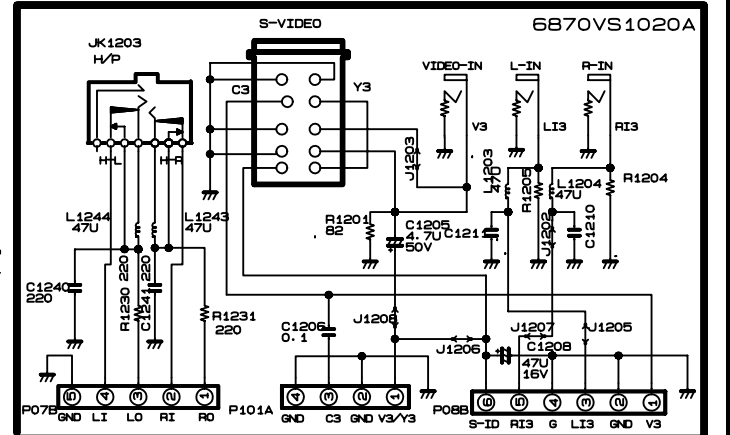 S-VIDEO
6870VS1020A
JK1203
H/P
VIDEO-IN
L-IN
R-IN
C3
Y3
V3
LI3
RI3
J1203
H-L
H-R
L1203
47U
R1205
L1204
47U
R1204
L1244
47U
L1243
47U
R1201
82
C1205
4.7U
50V
C1211
J1202
C1210
C1240
220
R1230 220
C1241 220
R1231
220
C1206
0.1
J1208
J1206
J1207
C1208
47U
16V
J1205
P07B
5
4
3
2
1
GND
LI
LO
RI
RO
P101A
4
3
2
1
GND
C3
GND
V3/Y3
P08B
6
5
4
3
2
1
S-ID
RI3
G
LI3
GND
V3